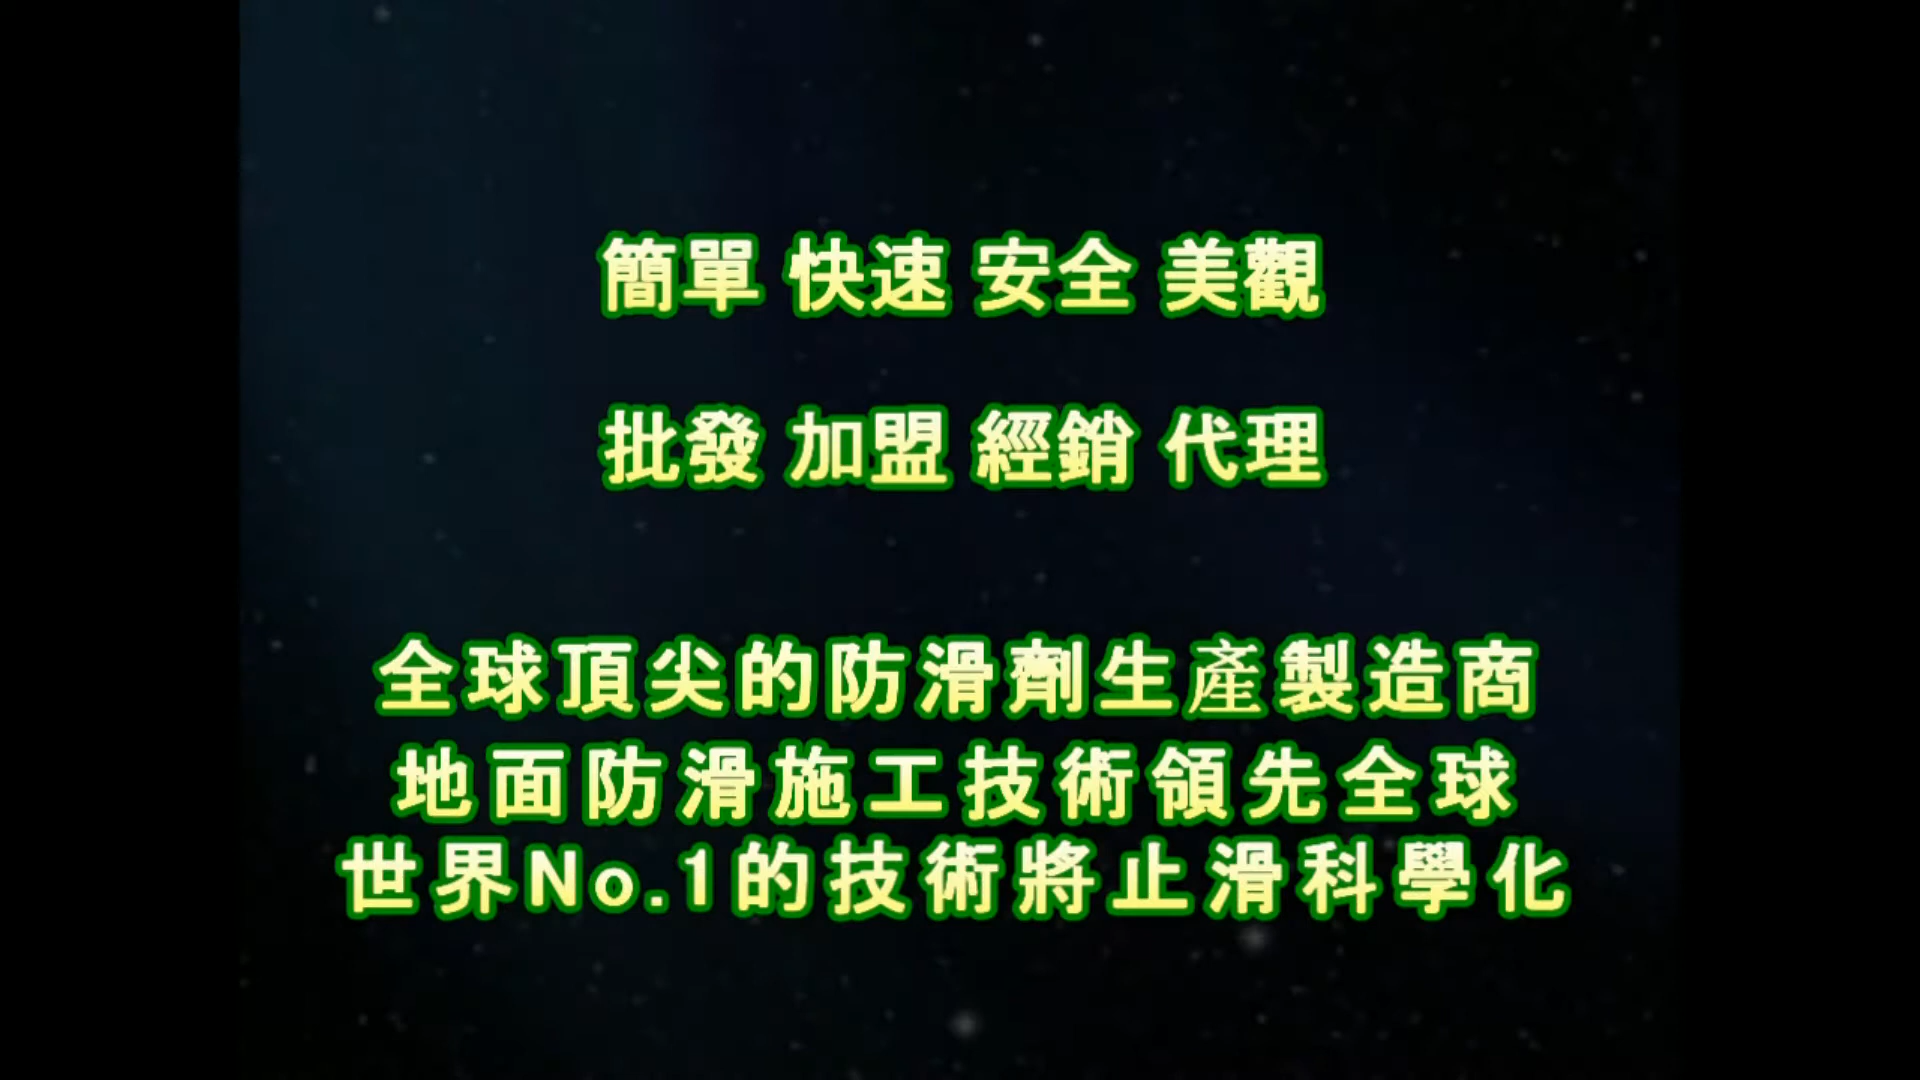 簡單 快速 安全 美觀
批發 加盟 經銷 代理
全球頂尖的防滑劑生產製造商
地面防滑施工技術領先全球
世界No.1的技術將止滑科學化